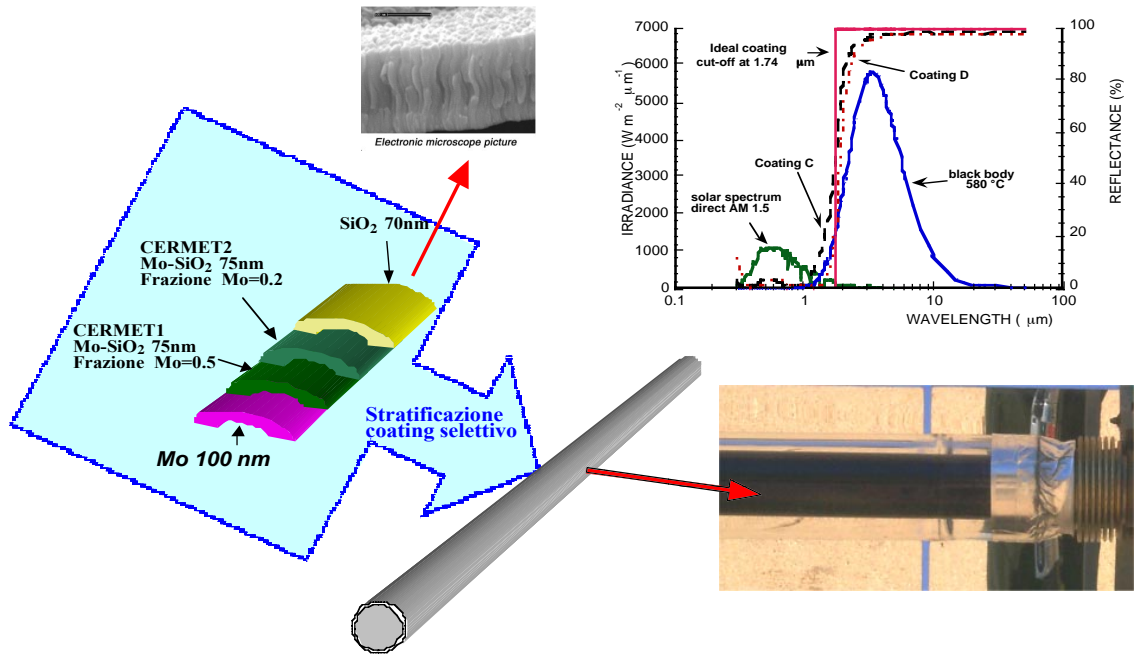 Electronic microscope picture
SiO2 70nm
CERMET2
Mo-SiO2 75nm
Frazione Mo=0.2
CERMET1
Mo-SiO2 75nm
Frazione Mo=0.5
Mo 100 nm
Stratificazione
coating selettivo
7000
6000
5000
4000
3000
2000
1000
0
IRRADIANCE (W m-2 μm-1)
100
80
60
40
20
0
REFLECTANCE (%)
0.1
1
10
100
WAVELENGTH ( μm)
Ideal coating
cut-off at 1.74 μm
Coating D
Coating C
black body
580 °C
solar spectrum
direct AM 1.5